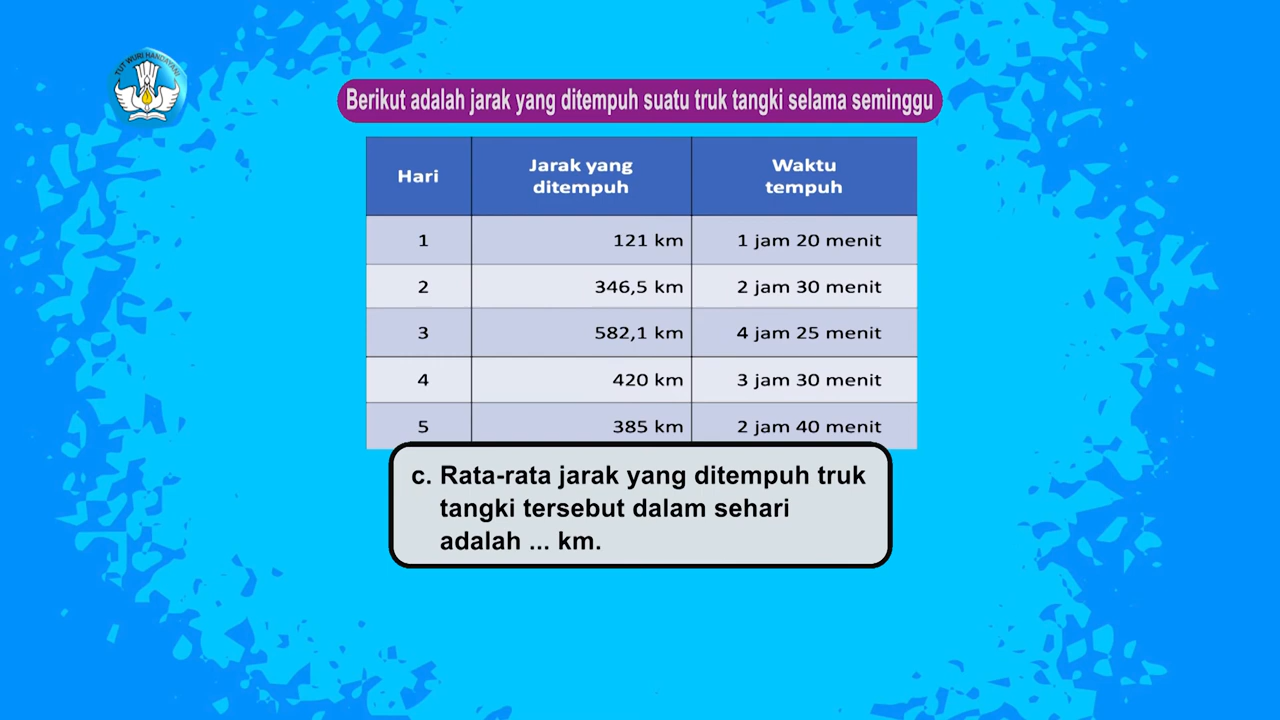 TUT WURI HANDAYANI
Berikut adalah jarak yang ditempuh suatu truk tangki selama seminggu
Hari
Jarak yang
ditempuh
Waktu
tempuh
1 121 km 1 jam 20 menit
2 346,5 km 2 jam 30 menit
3 582,1 km 4 jam 25 menit
4 420 km 3 jam 30 menit
5 385 km 2 jam 40 menit
c. Rata-rata jarak yang ditempuh truk
tangki tersebut dalam sehari
adalah ... km.